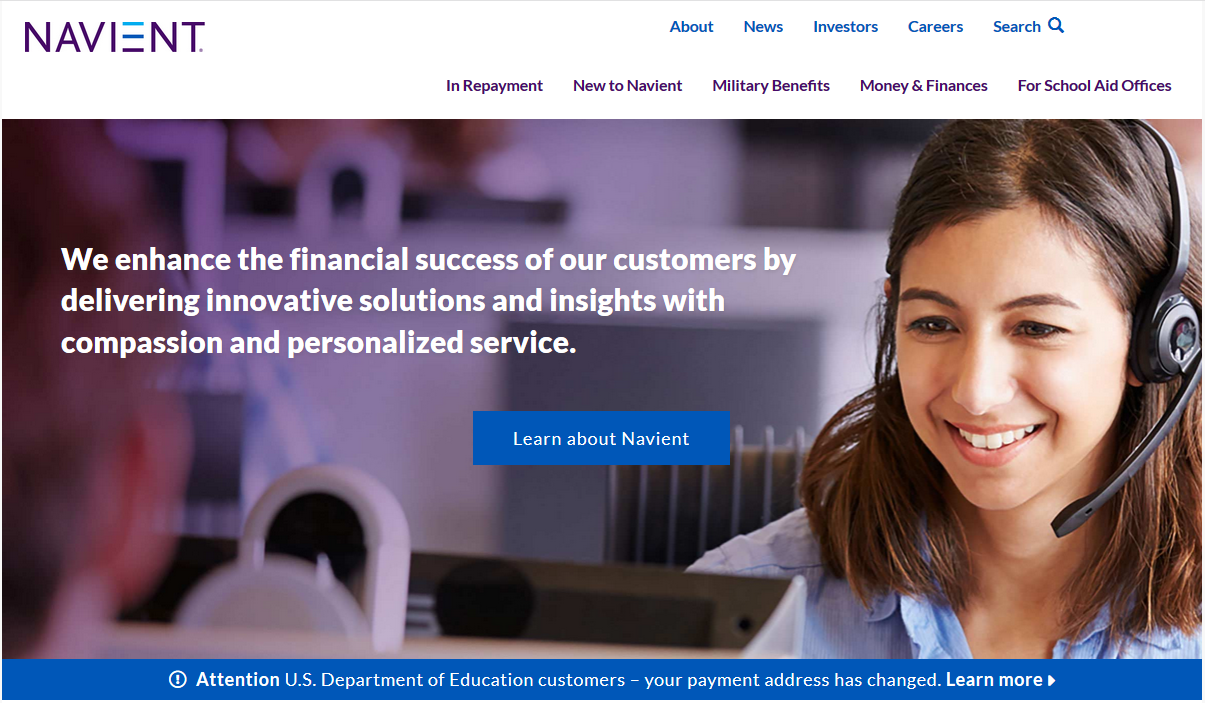 NAVIENT
About News Investors Careers Search
In Repayment New to Navient Military Benefits Money & Finances For School Aid Offices
We enhance the financial success of our customers by
delivering innovative solutions and insights with
compassion and personalized service.
Learn about Navient
Attention U.S. Department of Education customers – your payment address has changed. Learn more